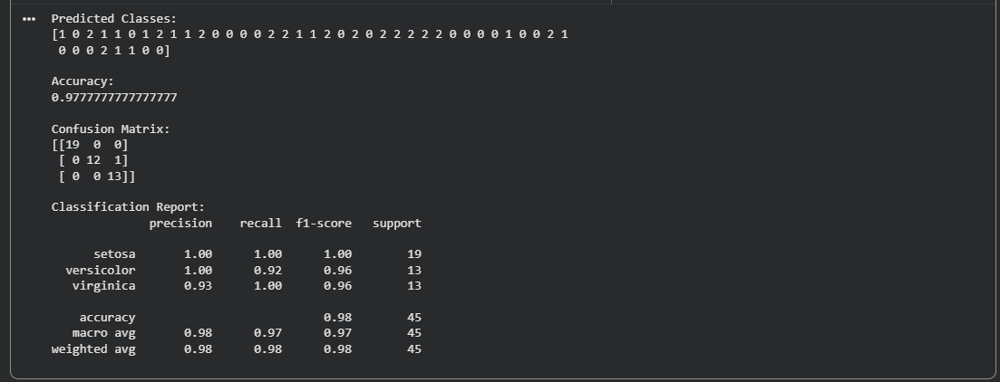 Predicted Classes:
[1 0 2 1 1 0 1 2 1 1 2 0 0 0 0 2 2 1 1 2 0 2 0 2 2 2 2 2 0 0 0 0 1 0 0 2 1
0 0 0 2 1 1 0 0]
Accuracy:
0.9777777777777777
Confusion Matrix:
[[19 0 0]
[ 0 12 1]
[ 0 0 13]]
Classification Report:
precision recall f1-score support
setosa 1.00 1.00 1.00 19
versicolor 1.00 0.92 0.96 13
virginica 0.93 1.00 0.96 13
accuracy 0.98 45
macro avg 0.98 0.97 0.97 45
weighted avg 0.98 0.98 0.98 45